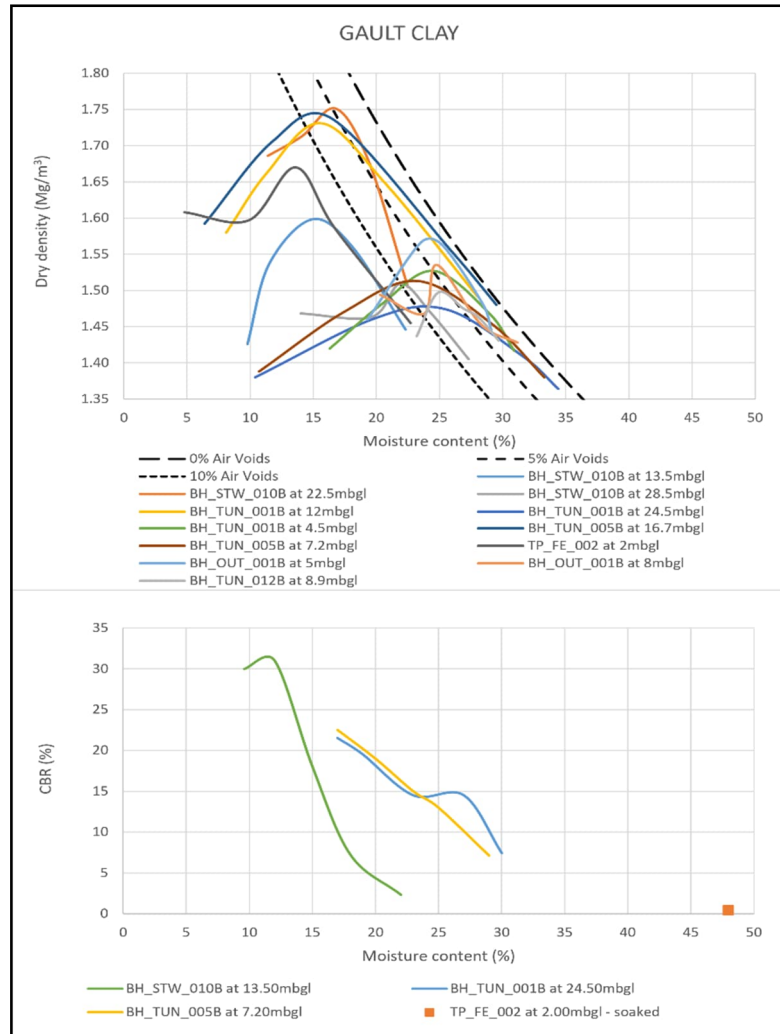 GAULT CLAY
Dry density (Mg/m³)
1.80
1.75
1.70
1.65
1.60
1.55
1.50
1.45
1.40
1.35
0 5 10 15 20 25 30 35 40 45 50
Moisture content (%)
0% Air Voids 5% Air Voids
10% Air Voids BH_STW_010B at 13.5mbgl
BH_STW_010B at 22.5mbgl BH_STW_010B at 28.5mbgl
BH_TUN_001B at 12mbgl BH_TUN_001B at 24.5mbgl
BH_TUN_001B at 4.5mbgl BH_TUN_005B at 16.7mbgl
BH_TUN_005B at 7.2mbgl TP_FE_002 at 2mbgl
BH_OUT_001B at 5mbgl BH_OUT_001B at 8mbgl
BH_TUN_012B at 8.9mbgl
CBR (%)
35
30
25
20
15
10
5
0
0 5 10 15 20 25 30 35 40 45 50
Moisture content (%)
BH_STW_010B at 13.50mbgl BH_TUN_001B at 24.50mbgl
BH_TUN_005B at 7.20mbgl TP_FE_002 at 2.00mbgl - soaked